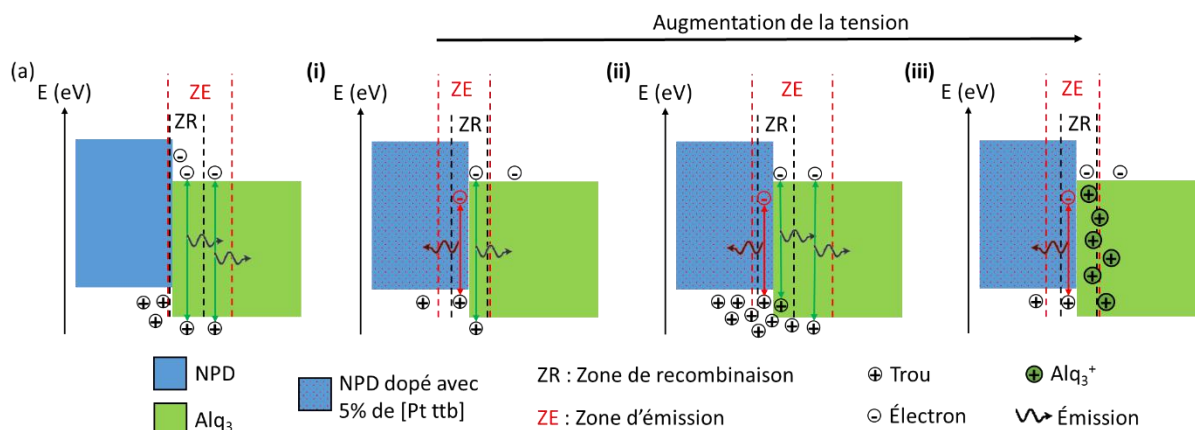 Augmentation de la tension
(a)
E (eV)
ZE
ZR
(i)
E (eV)
ZE
ZR
(ii)
E (eV)
ZE
ZR
(iii)
E (eV)
ZE
ZR
NPD
Alq₃
NPD dopé avec
5% de [Pt ttb]
ZR : Zone de recombinaison
ZE : Zone d'émission
Trou
Électron
Alq₃⁺
Émission